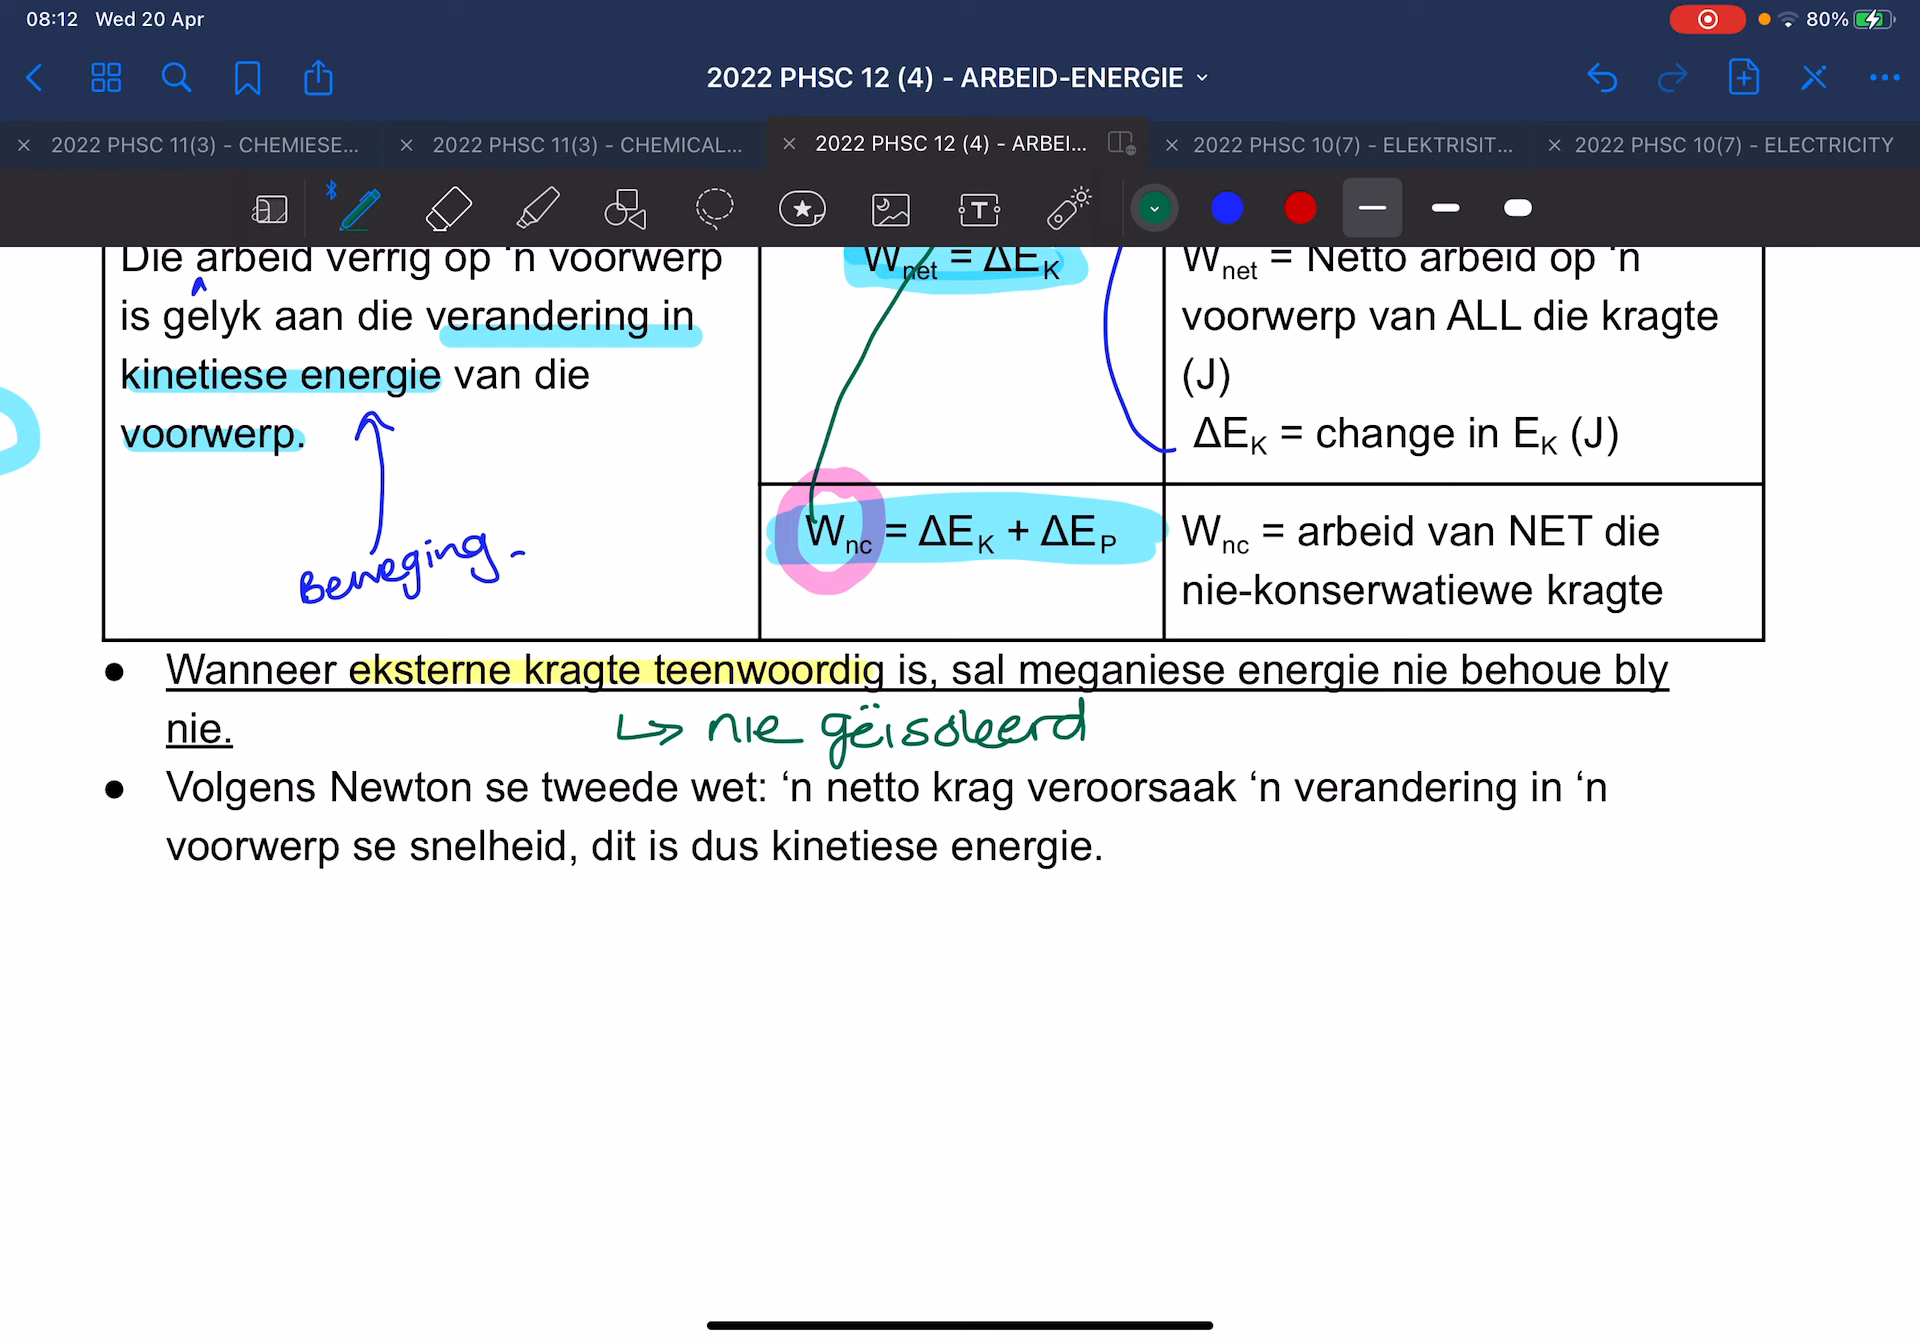 08:12 Wed 20 Apr
80%
2022 PHSC 12 (4) - ARBEID-ENERGIE
2022 PHSC 11(3) - CHEMIESE...
2022 PHSC 11(3) - CHEMICAL...
2022 PHSC 12 (4) - ARBEI...
2022 PHSC 10(7) - ELEKTRISIT...
2022 PHSC 10(7) - ELECTRICITY
T
Die arbeid verrig op 'n voorwerp
is gelyk aan die verandering in
kinetiese energie van die
voorwerp.
Beweging -
Wnet = ΔEK
Wnet = Netto arbeid op 'n
voorwerp van ALL die kragte
(J)
ΔEK = change in EK (J)
Wnc = ΔEK + ΔEP
Wnc = arbeid van NET die
nie-konserwatiewe kragte
● Wanneer eksterne kragte teenwoordig is, sal meganiese energie nie behoue bly
nie.
↳ nie gëisoleerd
● Volgens Newton se tweede wet: ‘n netto krag veroorsaak ‘n verandering in ‘n
voorwerp se snelheid, dit is dus kinetiese energie.